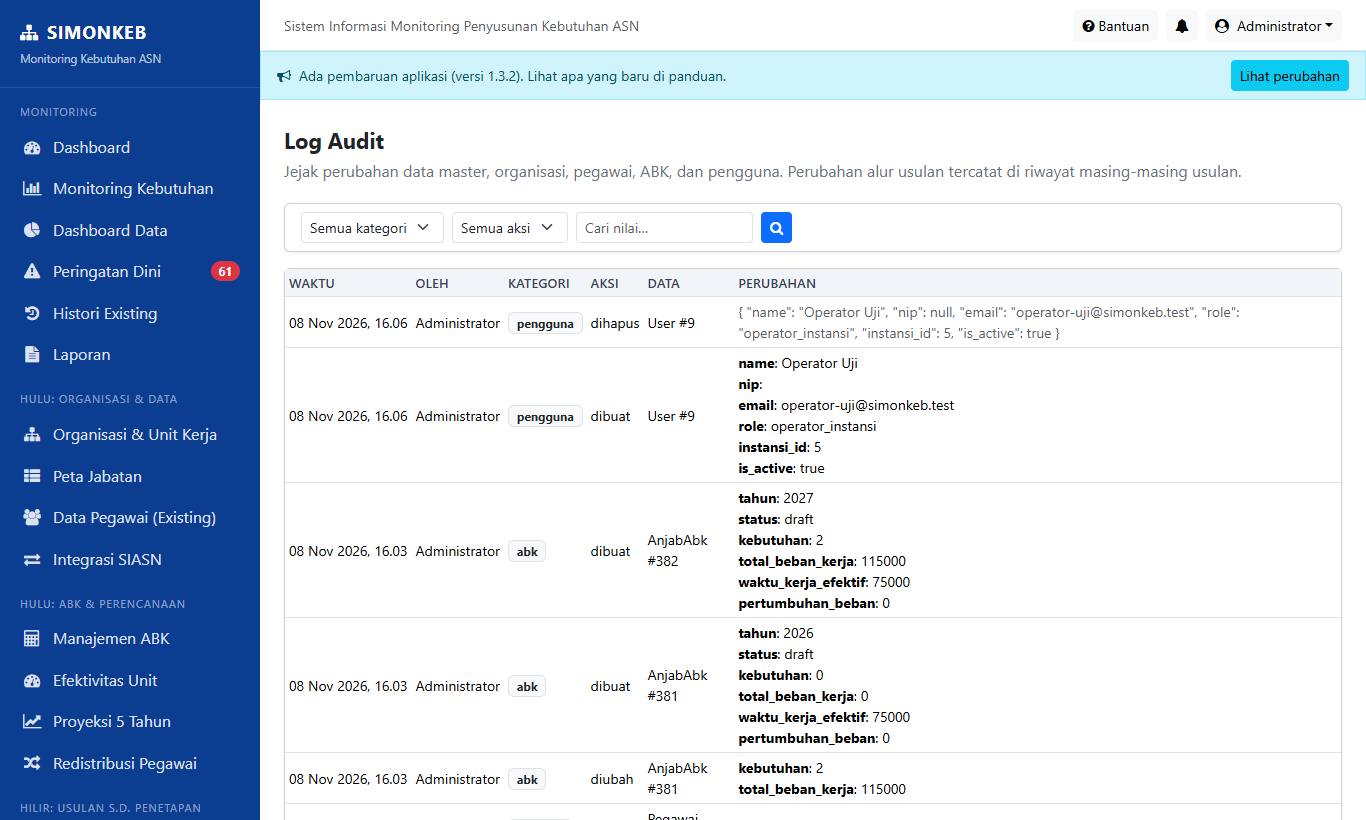 SIMONKEB
Monitoring Kebutuhan ASN
MONITORING
Dashboard
Monitoring Kebutuhan
Dashboard Data
Peringatan Dini 61
Histori Existing
Laporan
HULU: ORGANISASI & DATA
Organisasi & Unit Kerja
Peta Jabatan
Data Pegawai (Existing)
Integrasi SIASN
HULU: ABK & PERENCANAAN
Manajemen ABK
Efektivitas Unit
Proyeksi 5 Tahun
Redistribusi Pegawai
HILIR: USULAN S.D. PENETAPAN
Sistem Informasi Monitoring Penyusunan Kebutuhan ASN Bantuan Administrator
Ada pembaruan aplikasi (versi 1.3.2). Lihat apa yang baru di panduan. Lihat perubahan
Log Audit
Jejak perubahan data master, organisasi, pegawai, ABK, dan pengguna. Perubahan alur usulan tercatat di riwayat masing-masing usulan.
Semua kategori Semua aksi Cari nilai...
WAKTU OLEH KATEGORI AKSI DATA PERUBAHAN
08 Nov 2026, 16.06 Administrator pengguna dihapus User #9 { "name": "Operator Uji", "nip": null, "email": "operator-uji@simonkeb.test", "role":
"operator_instansi", "instansi_id": 5, "is_active": true }
08 Nov 2026, 16.06 Administrator pengguna dibuat User #9
name: Operator Uji
nip:
email: operator-uji@simonkeb.test
role: operator_instansi
instansi_id: 5
is_active: true
08 Nov 2026, 16.03 Administrator abk dibuat AnjabAbk
#382
tahun: 2027
status: draft
kebutuhan: 2
total_beban_kerja: 115000
waktu_kerja_efektif: 75000
pertumbuhan_beban: 0
08 Nov 2026, 16.03 Administrator abk dibuat AnjabAbk
#381
tahun: 2026
status: draft
kebutuhan: 0
total_beban_kerja: 0
waktu_kerja_efektif: 75000
pertumbuhan_beban: 0
08 Nov 2026, 16.03 Administrator abk diubah AnjabAbk
#381
kebutuhan: 2
total_beban_kerja: 115000
Pegawai